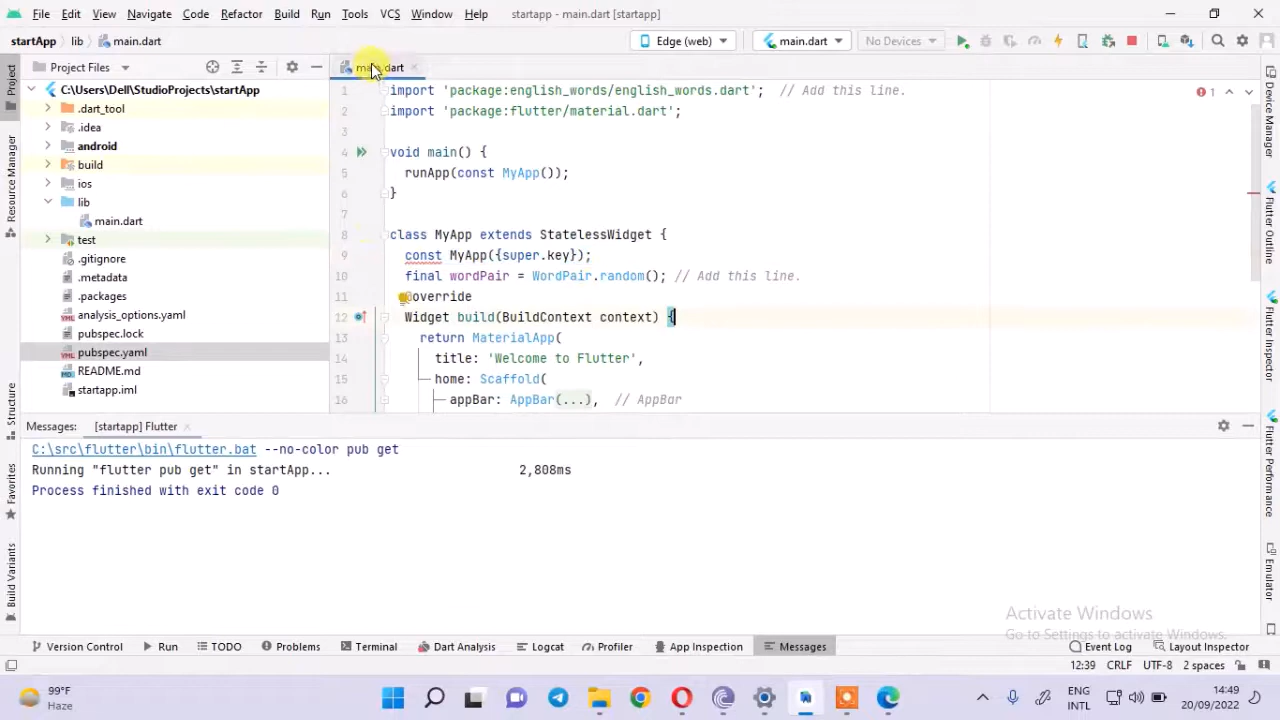 File Edit View Navigate Code Refactor Build Run Tools VCS Window Help startapp - main.dart [startapp]
startApp lib main.dart Edge (web) main.dart No Devices
Project Project Files main.dart
C:\Users\Dell\StudioProjects\startApp
.dart_tool
.idea
android
build
ios
lib
main.dart
test
.gitignore
.metadata
.packages
analysis_options.yaml
pubspec.lock
pubspec.yaml
README.md
startapp.iml
Resource Manager
Structure
Favorites
Build Variants
1 import 'package:english_words/english_words.dart';  // Add this line.
2 import 'package:flutter/material.dart';
3
4 void main() {
5 runApp(const MyApp());
6 }
7
8 class MyApp extends StatelessWidget {
9 const MyApp({super.key});
10 final wordPair = WordPair.random(); // Add this line.
11 override
12 Widget build(BuildContext context) {
13 return MaterialApp(
14 title: 'Welcome to Flutter',
15 home: Scaffold(
16 appBar: AppBar(...),  // AppBar
1
Device Manager
Flutter Outline
Flutter Inspector
Flutter Performance
Emulator
Messages: [startapp] Flutter
C:\src\flutter\bin\flutter.bat --no-color pub get
Running "flutter pub get" in startApp... 2,808ms
Process finished with exit code 0
Activate Windows
Go to Settings to activate Windows.
Version Control Run TODO Problems Terminal Dart Analysis Logcat Profiler App Inspection Messages Event Log Layout Inspector
12:39 CRLF UTF-8 2 spaces
99°F
Haze
ENG
INTL
14:49
20/09/2022